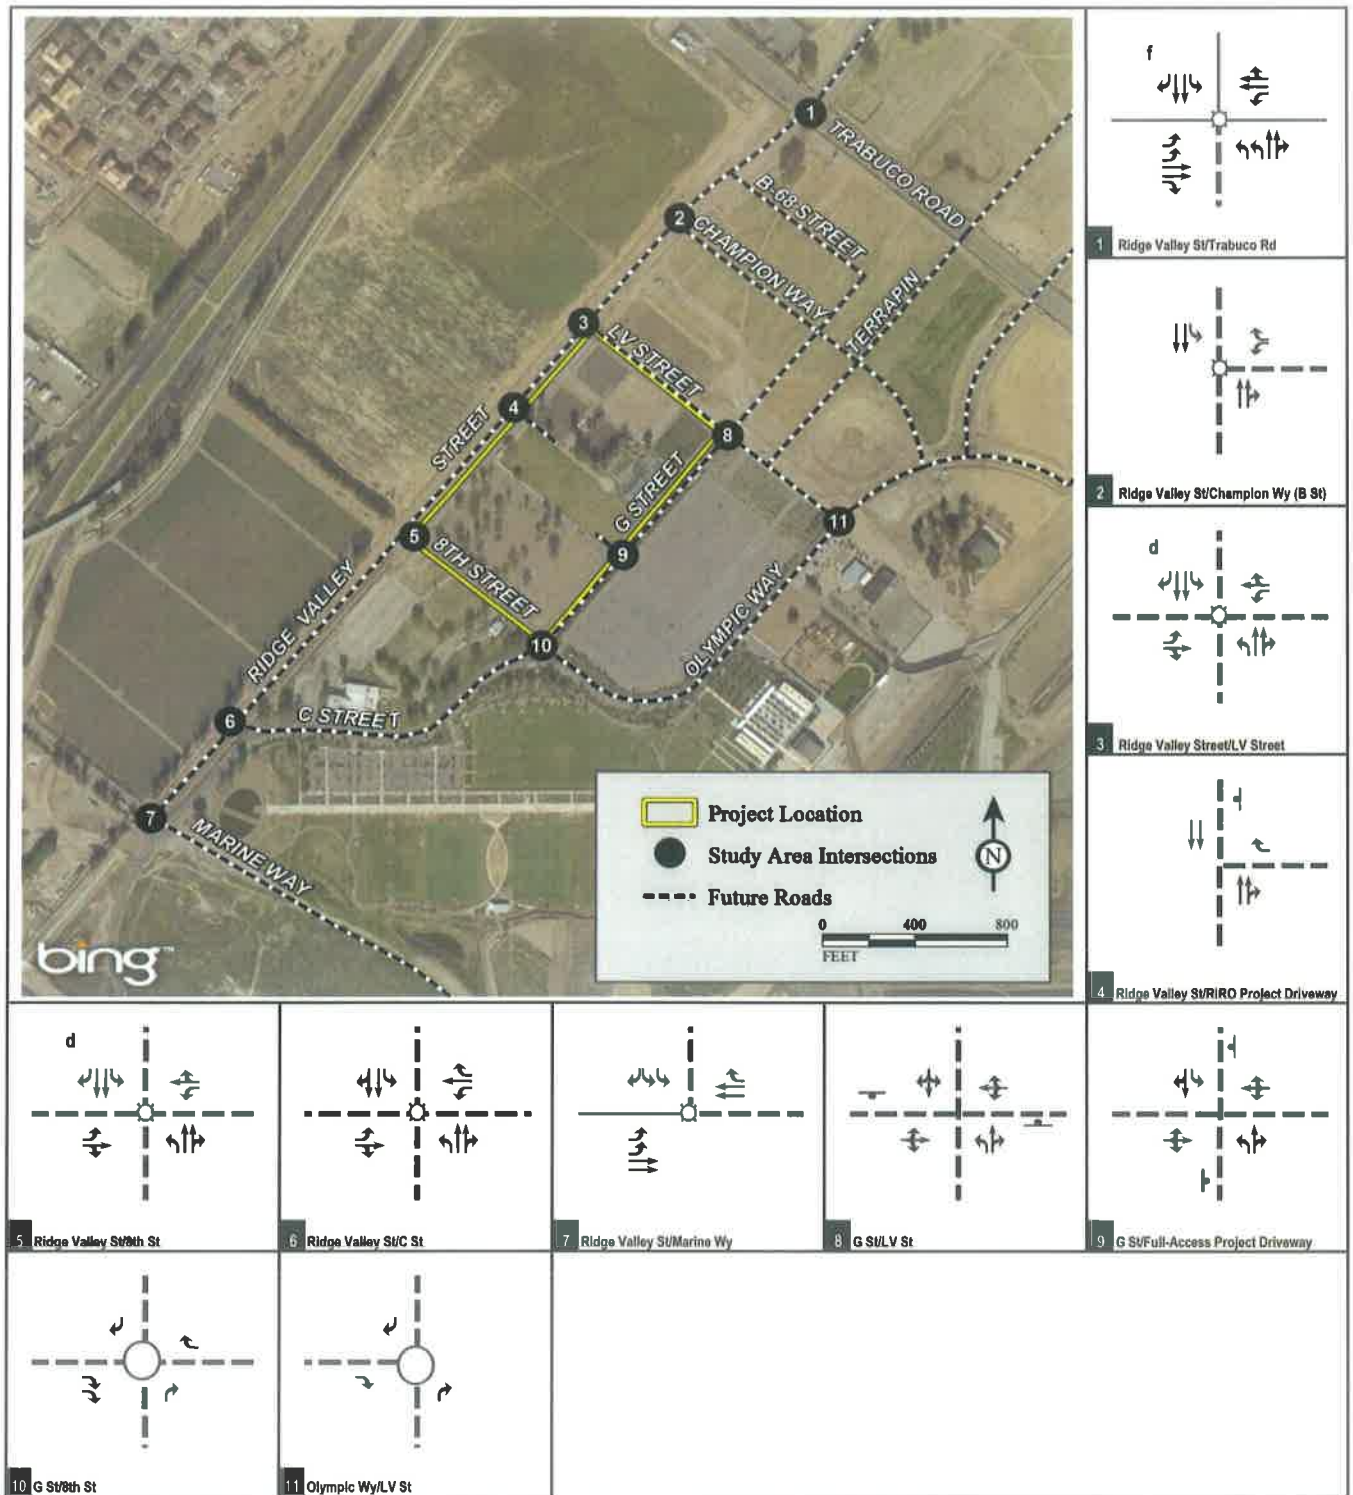 1
TRABUCO ROAD
B-68 STREET
2
CHAMPION WAY
TERRAPIN
3
LV STREET
4
STREET
8
G STREET
11
5
8TH STREET
9
RIDGE VALLEY
10
OLYMPIC WAY
6
C STREET
7
MARINE WAY
bing™
Project Location
Study Area Intersections
Future Roads
N
0 400 800
FEET
f
1 Ridge Valley St/Trabuco Rd
2 Ridge Valley St/Champion Wy (B St)
d
3 Ridge Valley Street/LV Street
4 Ridge Valley St/RIRO Project Driveway
d
5 Ridge Valley St/8th St
6 Ridge Valley St/C St
7 Ridge Valley St/Marine Wy
8 G St/LV St
9 G St/Full-Access Project Driveway
10 G St/8th St
11 Olympic Wy/LV St